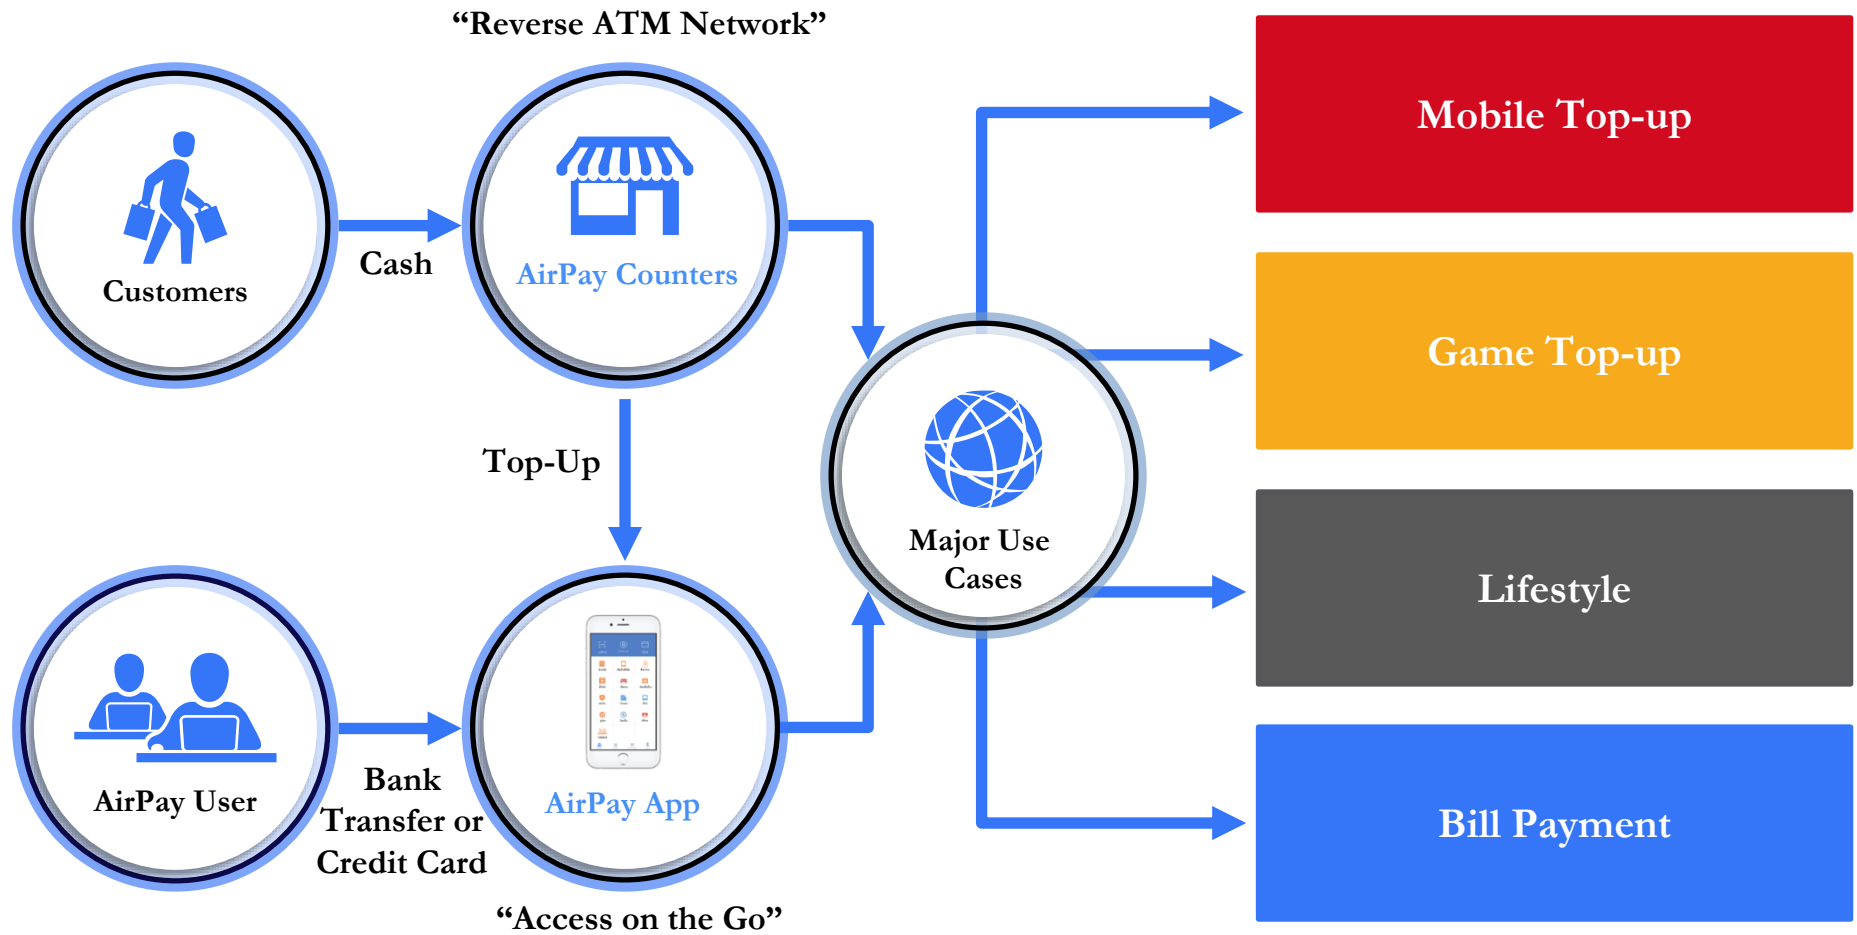 “Reverse ATM Network”
Customers
Cash
AirPay Counters
Top-Up
AirPay User
Bank
Transfer or
Credit Card
AirPay App
“Access on the Go”
Major Use
Cases
Mobile Top-up
Game Top-up
Lifestyle
Bill Payment